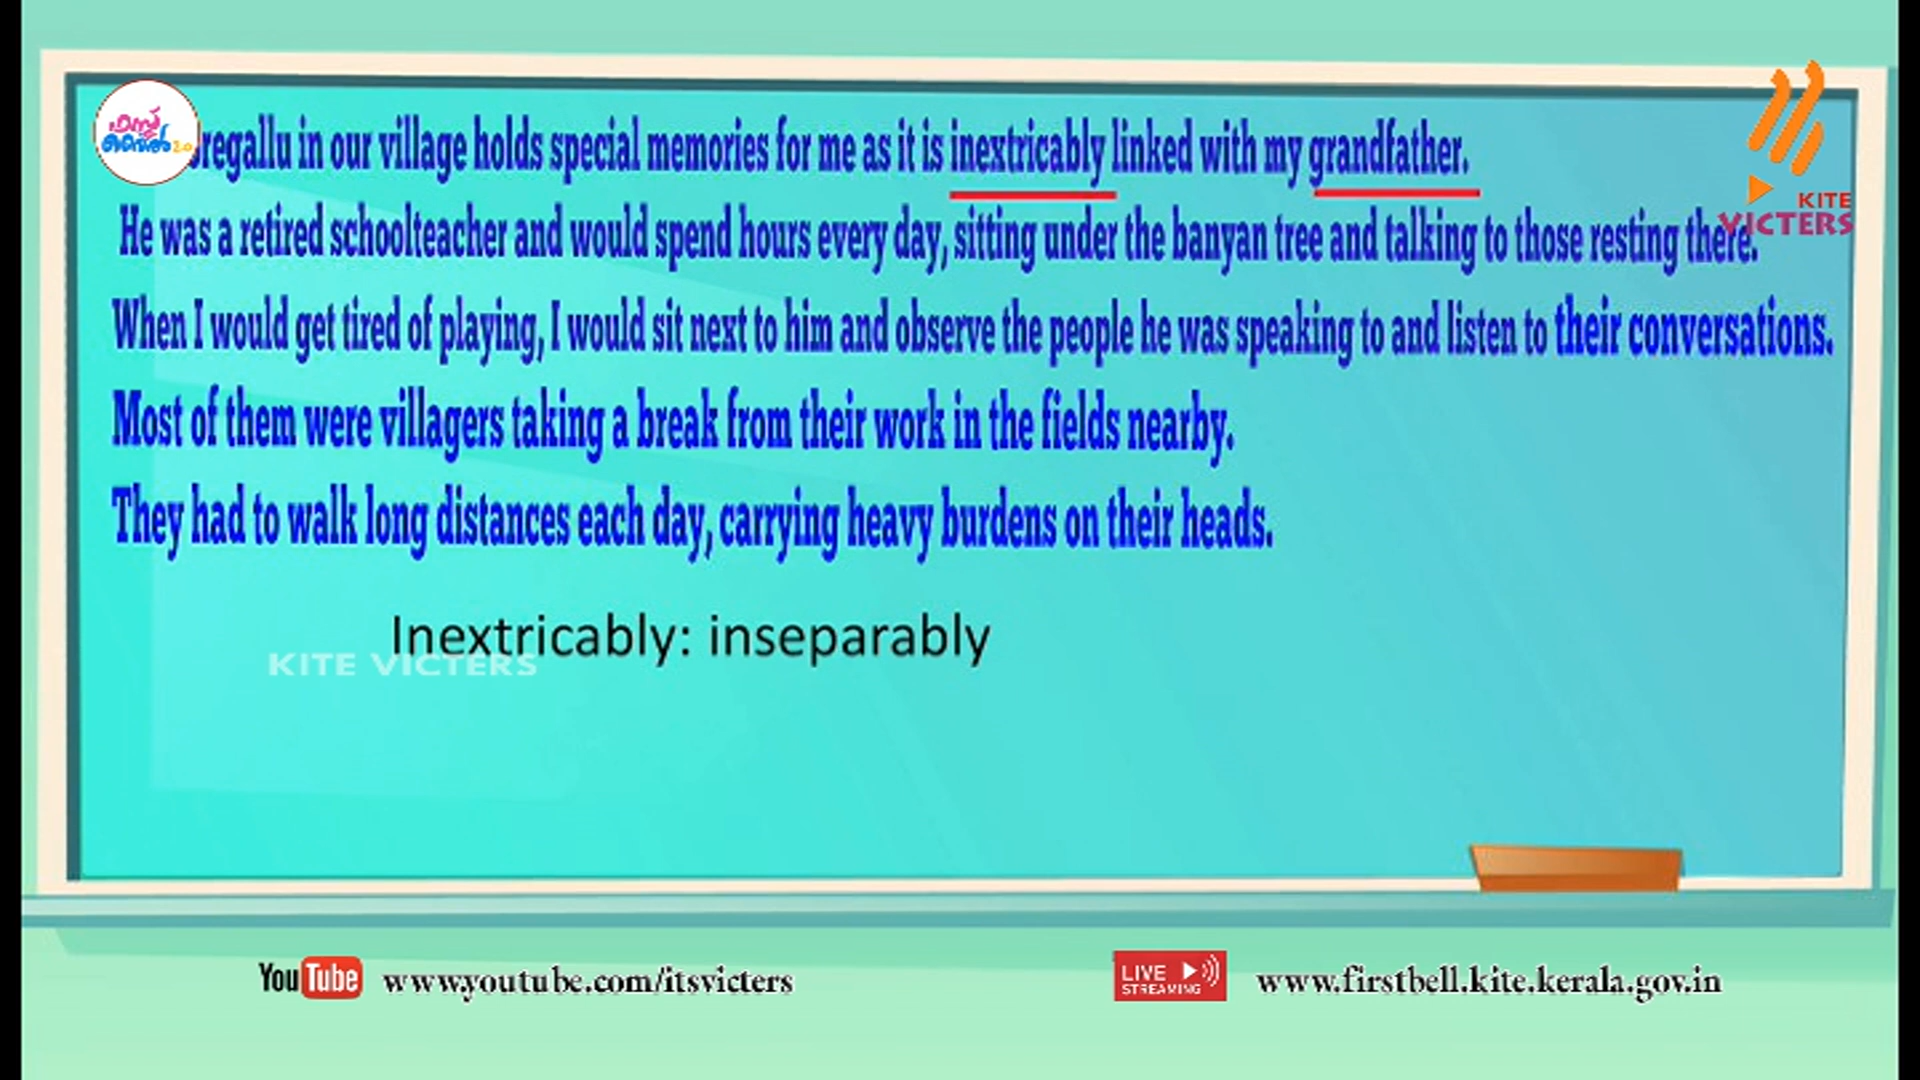 ഫസ്റ്റ്
ബെൽ 2.0
oregallu in our village holds special memories for me as it is inextricably linked with my grandfather.
He was a retired schoolteacher and would spend hours every day, sitting under the banyan tree and talking to those resting there.
When I would get tired of playing, I would sit next to him and observe the people he was speaking to and listen to their conversations.
Most of them were villagers taking a break from their work in the fields nearby.
They had to walk long distances each day, carrying heavy burdens on their heads.
Inextricably: inseparably
KITE VICTERS
KITE
VICTERS
YouTube www.youtube.com/itsvicters
LIVE STREAMING www.firstbell.kite.kerala.gov.in